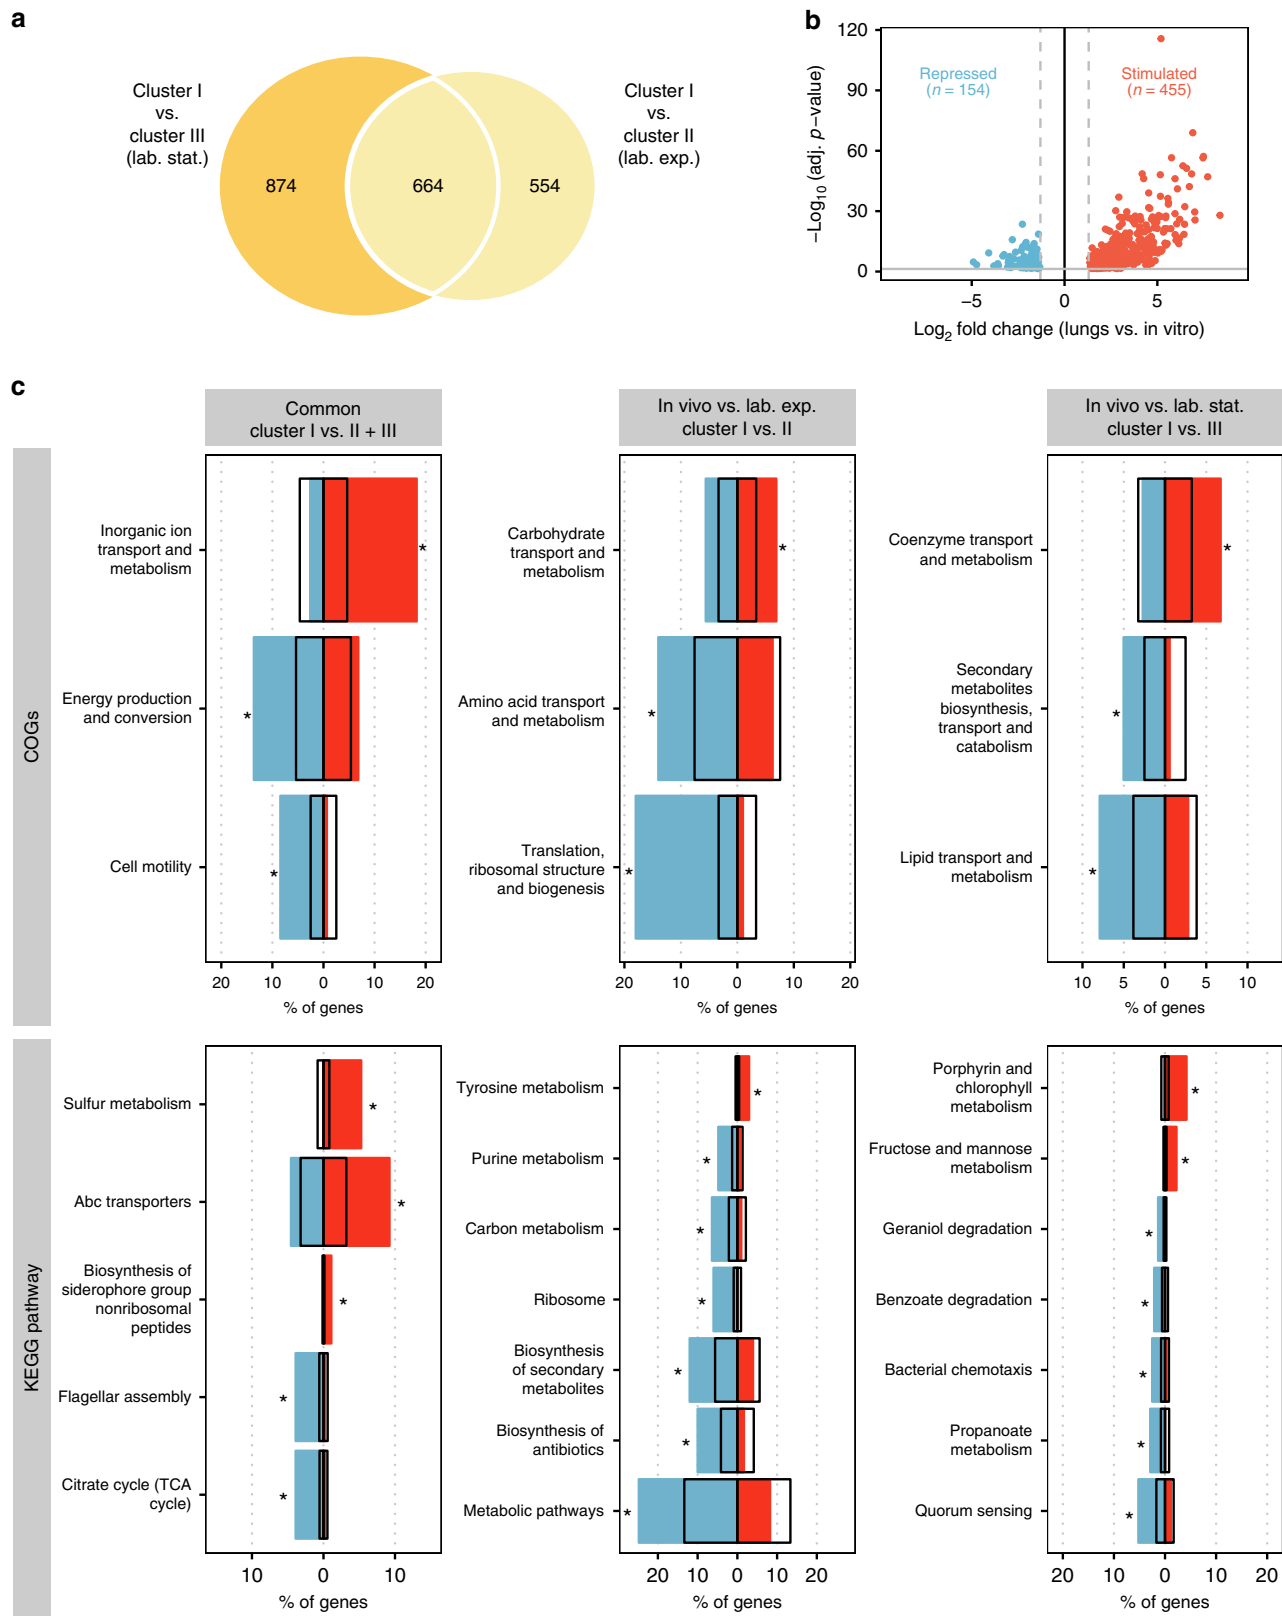 a
Cluster I
vs.
cluster III
(lab. stat.)
874
664
554
Cluster I
vs.
cluster II
(lab. exp.)
b
120
90
60
30
0
−Log10 (adj. p−value)
Repressed
(n = 154)
Stimulated
(n = 455)
−5
0
5
Log2 fold change (lungs vs. in vitro)
c
Common
cluster I vs. II + III
In vivo vs. lab. exp.
cluster I vs. II
In vivo vs. lab. stat.
cluster I vs. III
COGs
Inorganic ion
transport and
metabolism
*
Energy production
and conversion
*
Cell motility
*
20 10 0 10 20
% of genes
Carbohydrate
transport and
metabolism
*
Amino acid transport
and metabolism
*
Translation,
ribosomal structure
and biogenesis
*
20 10 0 10 20
% of genes
Coenzyme transport
and metabolism
*
Secondary
metabolites
biosynthesis,
transport and
catabolism
*
Lipid transport and
metabolism
*
10 5 0 5 10
% of genes
KEGG pathway
Sulfur metabolism
*
Abc transporters
*
Biosynthesis of
siderophore group
nonribosomal
peptides
*
Flagellar assembly
*
Citrate cycle (TCA
cycle)
*
10 0 10
% of genes
Tyrosine metabolism
*
Purine metabolism
*
Carbon metabolism
*
Ribosome
*
Biosynthesis
of secondary
metabolites
*
Biosynthesis of
antibiotics
*
Metabolic pathways
*
20 10 0 10 20
% of genes
Porphyrin and
chlorophyll
metabolism
*
Fructose and mannose
metabolism
*
Geraniol degradation
*
Benzoate degradation
*
Bacterial chemotaxis
*
Propanoate
metabolism
*
Quorum sensing
*
20 10 0 10 20
% of genes